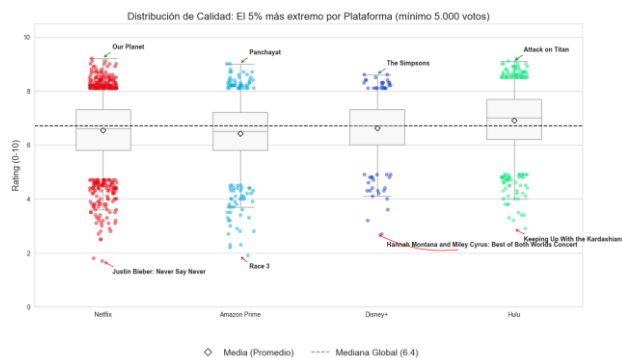 Distribución de Calidad: El 5% más extremo por Plataforma (mínimo 5.000 votos)
Our Planet
Panchayat
The Simpsons
Attack on Titan
10
8
6
4
2
0
Rating (0-10)
Justin Bieber: Never Say Never
Race 3
Hannah Montana and Miley Cyrus: Best of Both Worlds Concert
Keeping Up With the Kardashians
Netflix
Amazon Prime
Disney+
Hulu
Media (Promedio)
Mediana Global (6.4)